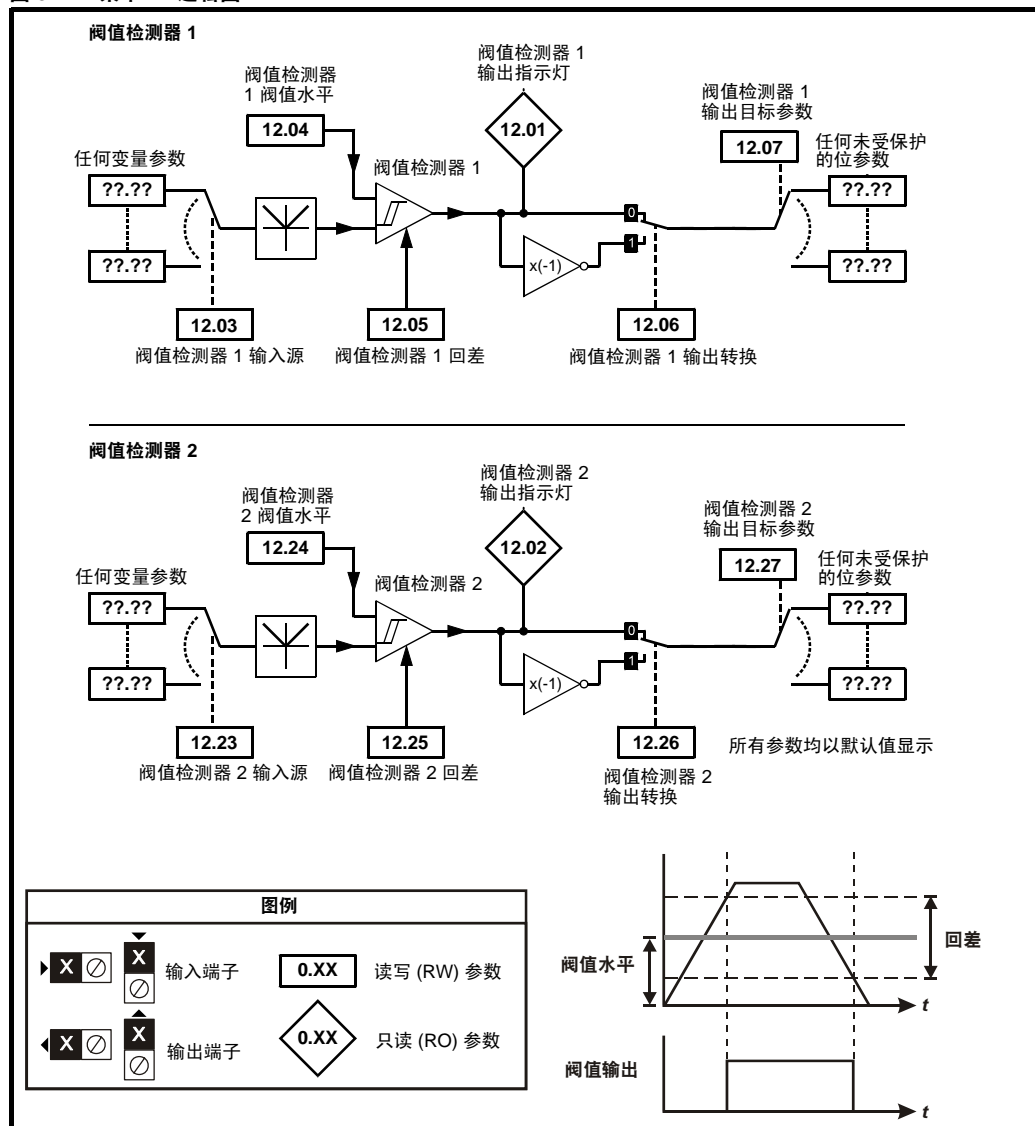 阀值检测器 1
阀值检测器 1
输出指示灯
阀值检测器
1 阀值水平
阀值检测器 1
输出目标参数
12.04
12.01
12.07
任何未受保护
的位参数
任何变量参数
阀值检测器 1
??.??
??.??
0
1
x(-1)
??.??
??.??
12.03
12.05
12.06
阀值检测器 1 输入源
阀值检测器 1 回差
阀值检测器 1 输出转换
阀值检测器 2
阀值检测器 2
输出指示灯
阀值检测器
2 阀值水平
阀值检测器 2
输出目标参数
12.24
12.02
12.27
任何未受保护
的位参数
任何变量参数
阀值检测器 2
??.??
??.??
0
1
x(-1)
??.??
??.??
12.23
12.25
12.26
所有参数均以默认值显示
阀值检测器 2 输入源
阀值检测器 2 回差
阀值检测器 2
输出转换
图例
X
X
输入端子
0.XX
读写 (RW) 参数
X
X
输出端子
0.XX
只读 (RO) 参数
回差
阀值水平
t
阀值输出
t